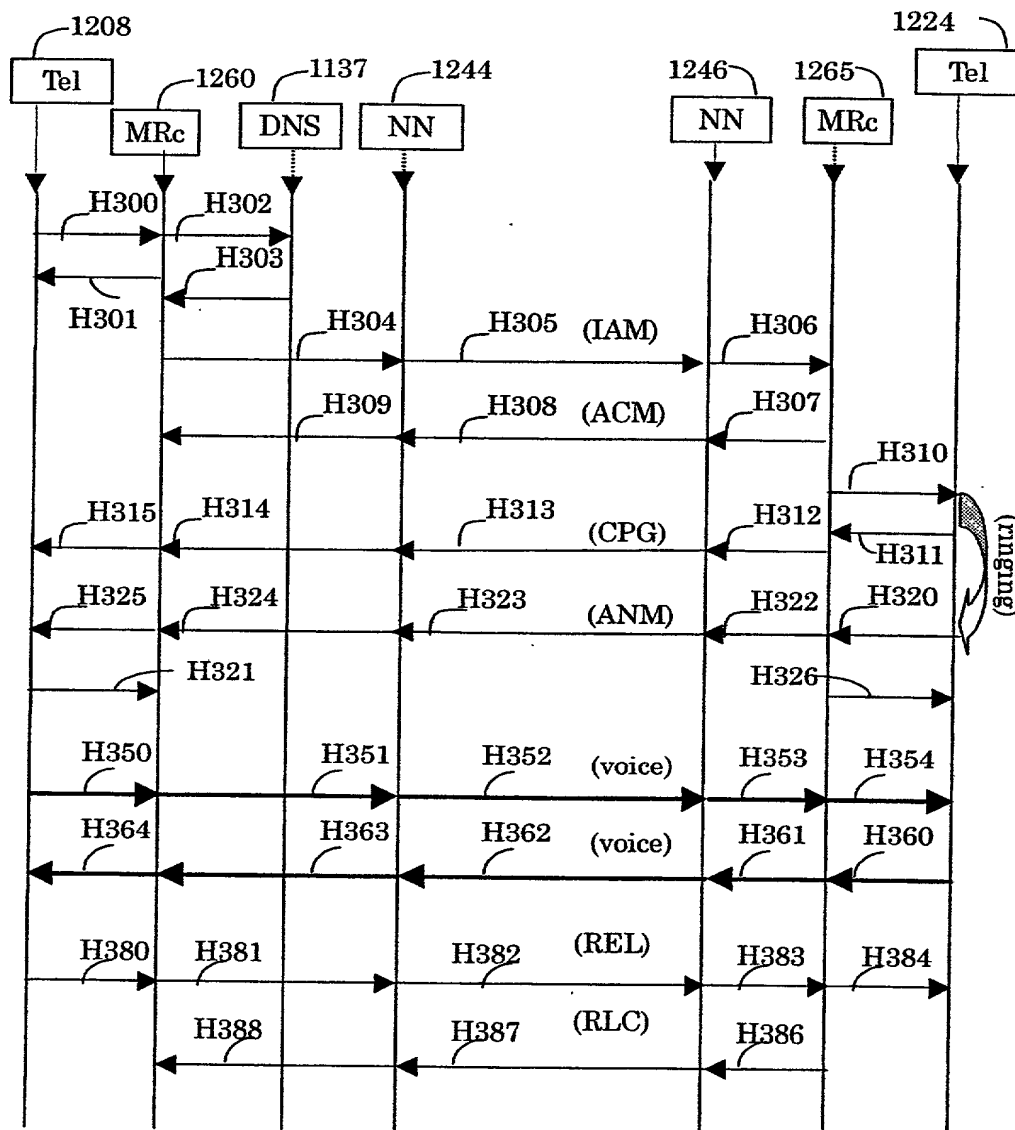 1208
1260
1137
1244
1246
1265
1224
Tel
MRc
DNS
NN
NN
MRc
Tel
H300
H302
H303
H301
H304
H305
(IAM)
H306
H309
H308
(ACM)
H307
H310
H315
H314
H313
(CPG)
H312
H311
(ringing)
H325
H324
H323
(ANM)
H322
H320
H321
H326
H350
H351
H352
(voice)
H353
H354
H364
H363
H362
(voice)
H361
H360
H380
H381
H382
(REL)
H383
H384
H388
H387
(RLC)
H386